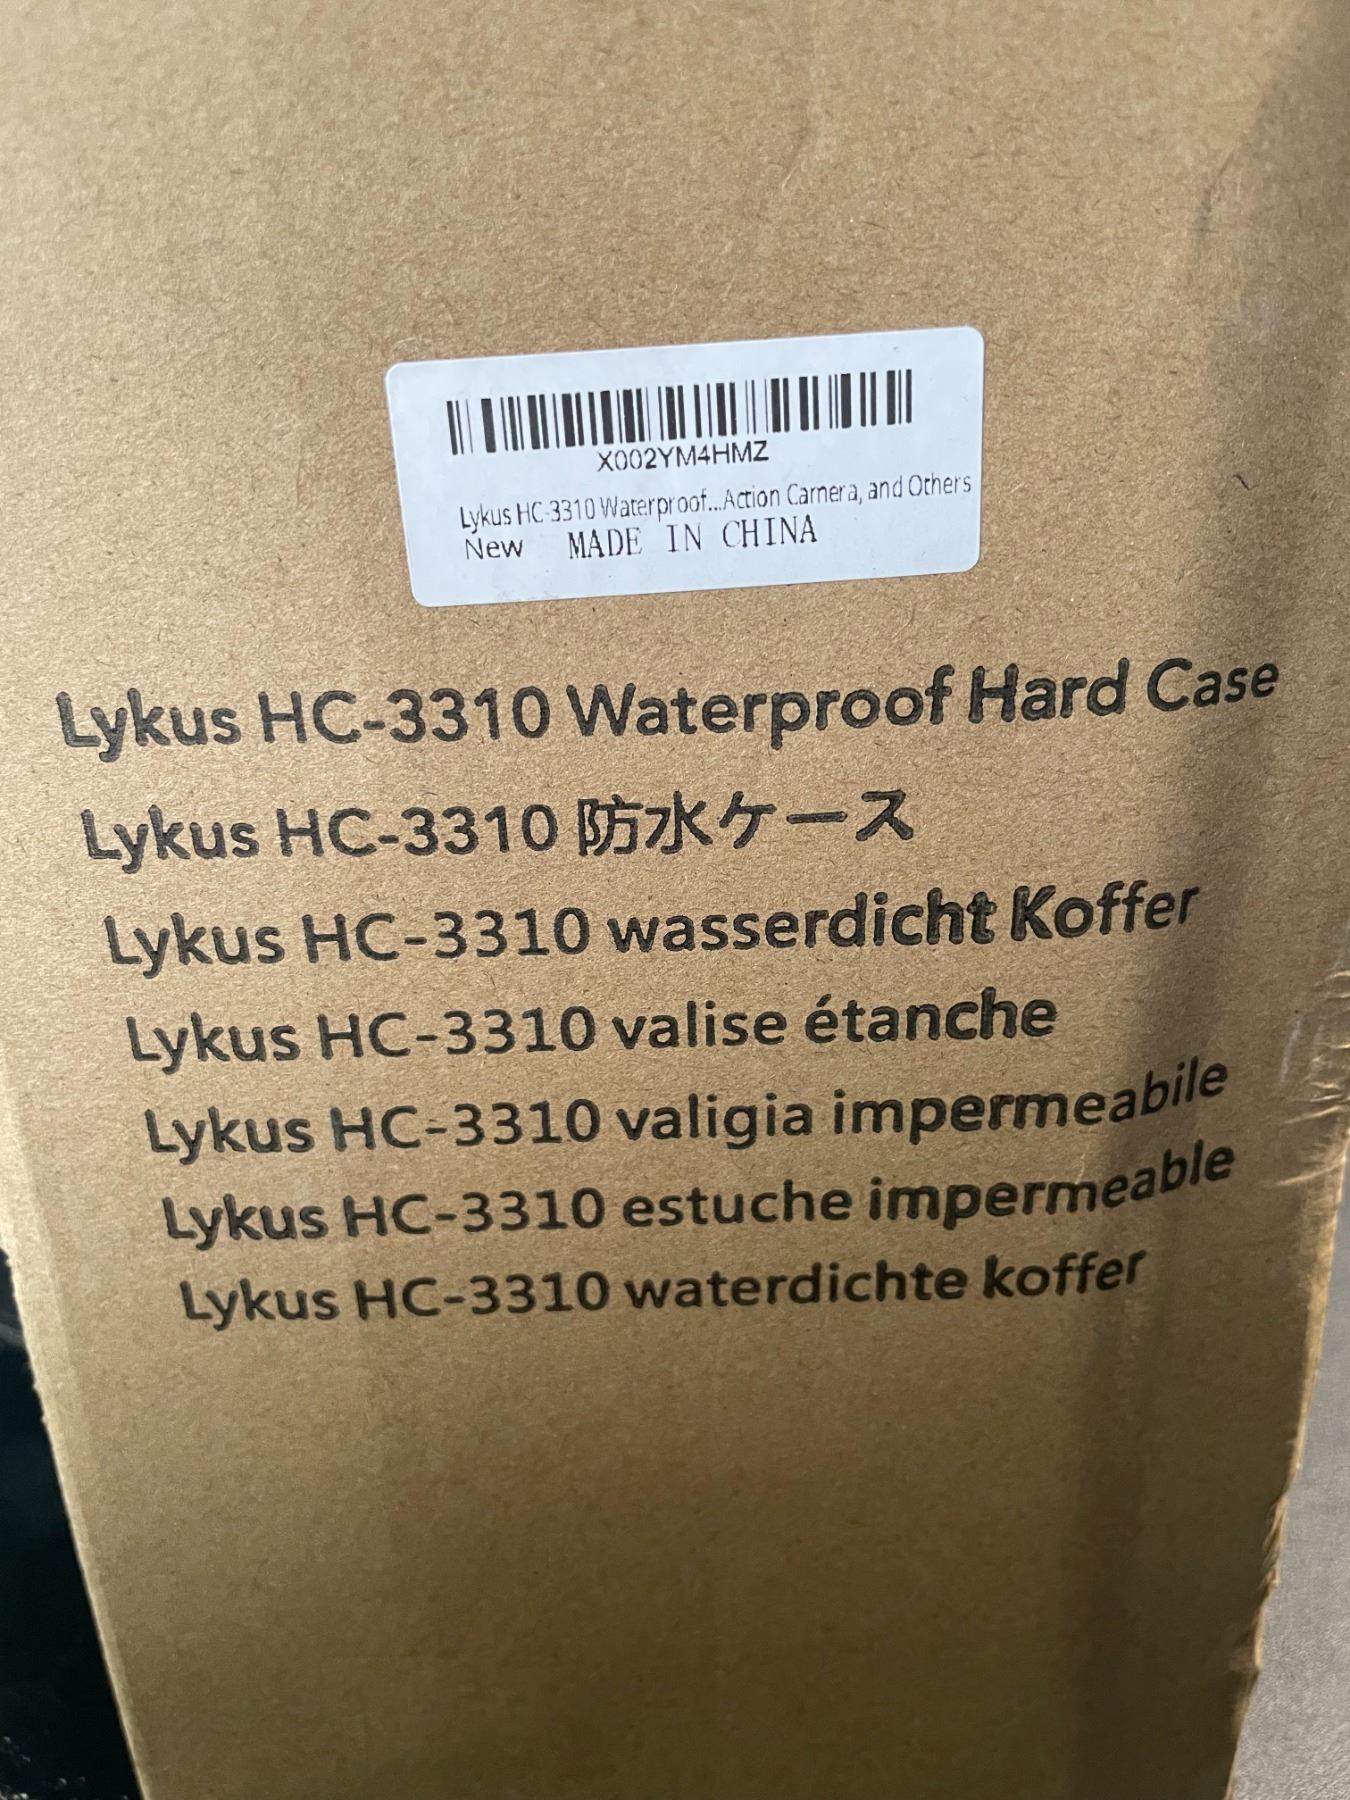 X002YM4HMZ
Lykus HC-3310 Waterproof...Action Camera, and Others
New MADE IN CHINA
Lykus HC-3310 Waterproof Hard Case
Lykus HC-3310 防水ケース
Lykus HC-3310 wasserdicht Koffer
Lykus HC-3310 valise étanche
Lykus HC-3310 valigia impermeabile
Lykus HC-3310 estuche impermeable
Lykus HC-3310 waterdichte koffer